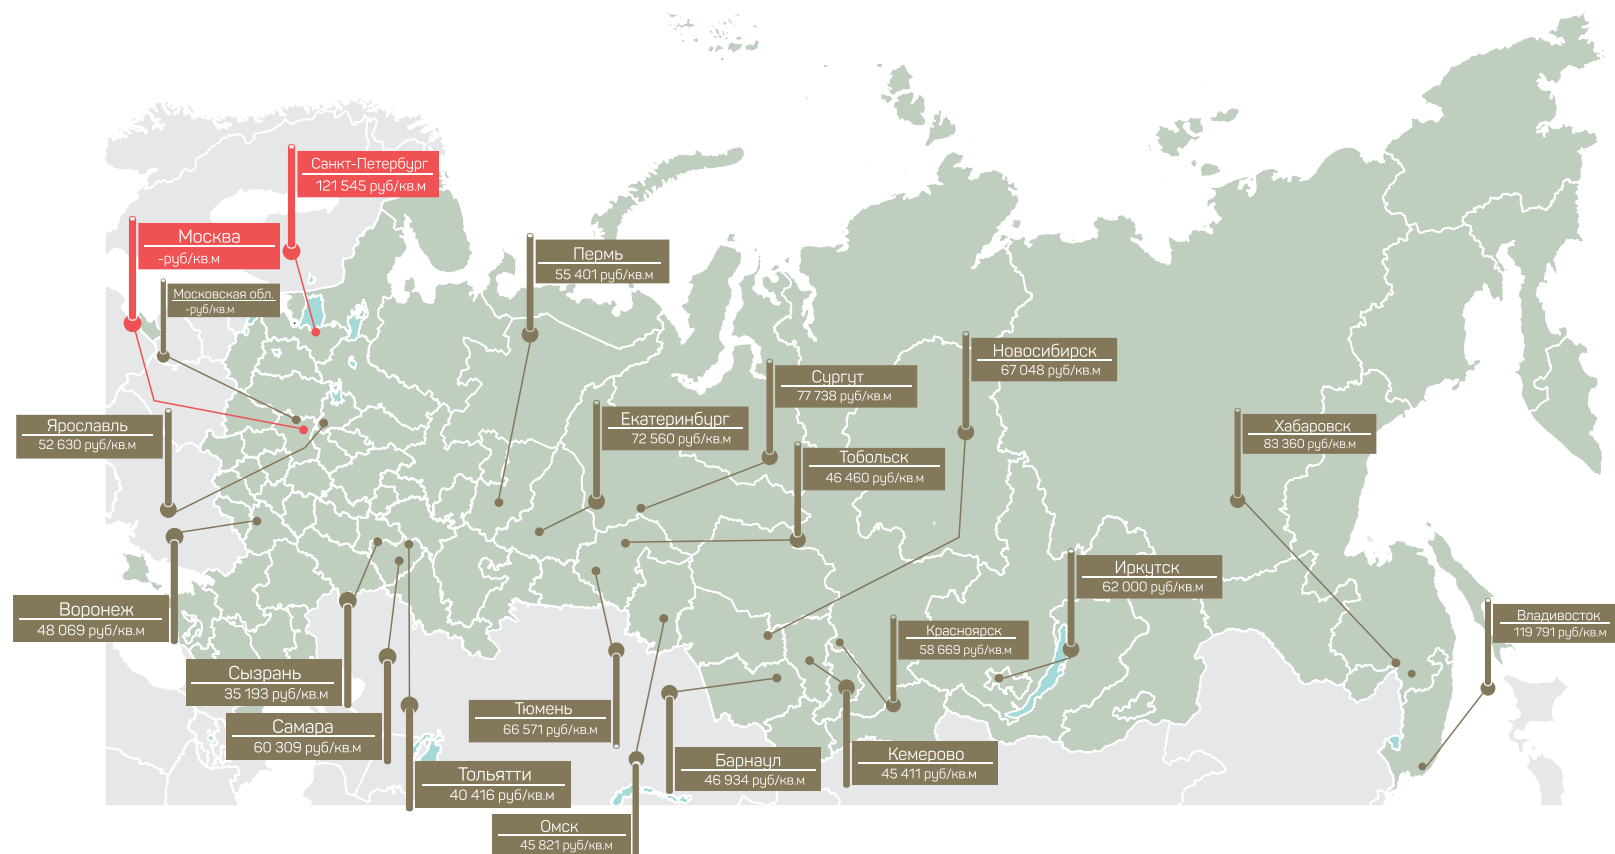 Санкт-Петербург
121 545 руб/кв.м
Москва
-руб/кв.м
Пермь
55 401 руб/кв.м
Московская обл.
-руб/кв.м
Новосибирск
67 048 руб/кв.м
Сургут
77 738 руб/кв.м
Екатеринбург
72 560 руб/кв.м
Ярославль
52 630 руб/кв.м
Хабаровск
83 360 руб/кв.м
Тобольск
46 460 руб/кв.м
Иркутск
62 000 руб/кв.м
Воронеж
48 069 руб/кв.м
Владивосток
119 791 руб/кв.м
Красноярск
58 669 руб/кв.м
Сызрань
35 193 руб/кв.м
Тюмень
66 571 руб/кв.м
Самара
60 309 руб/кв.м
Кемерово
45 411 руб/кв.м
Барнаул
46 934 руб/кв.м
Тольятти
40 416 руб/кв.м
Омск
45 821 руб/кв.м